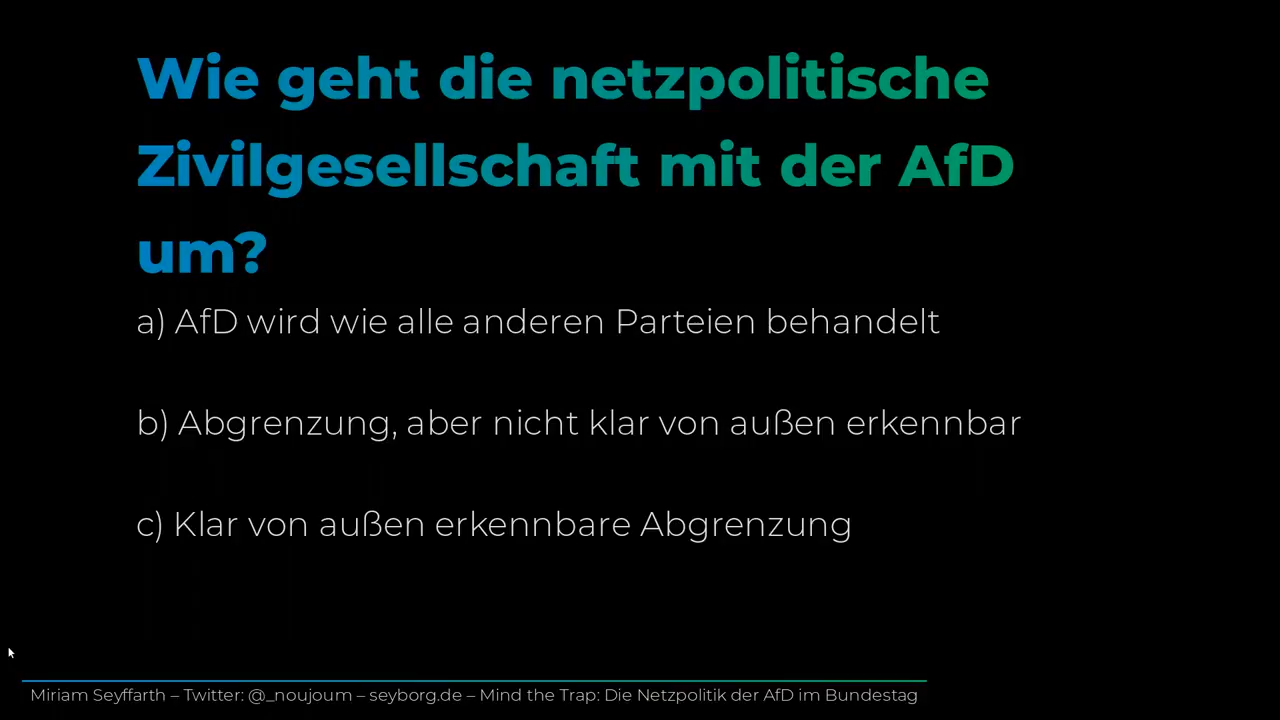 Wie geht die netzpolitische
Zivilgesellschaft mit der AfD
um?
a) AfD wird wie alle anderen Parteien behandelt
b) Abgrenzung, aber nicht klar von außen erkennbar
c) Klar von außen erkennbare Abgrenzung
Miriam Seyffarth – Twitter: @_noujoum – seyborg.de – Mind the Trap: Die Netzpolitik der AfD im Bundestag